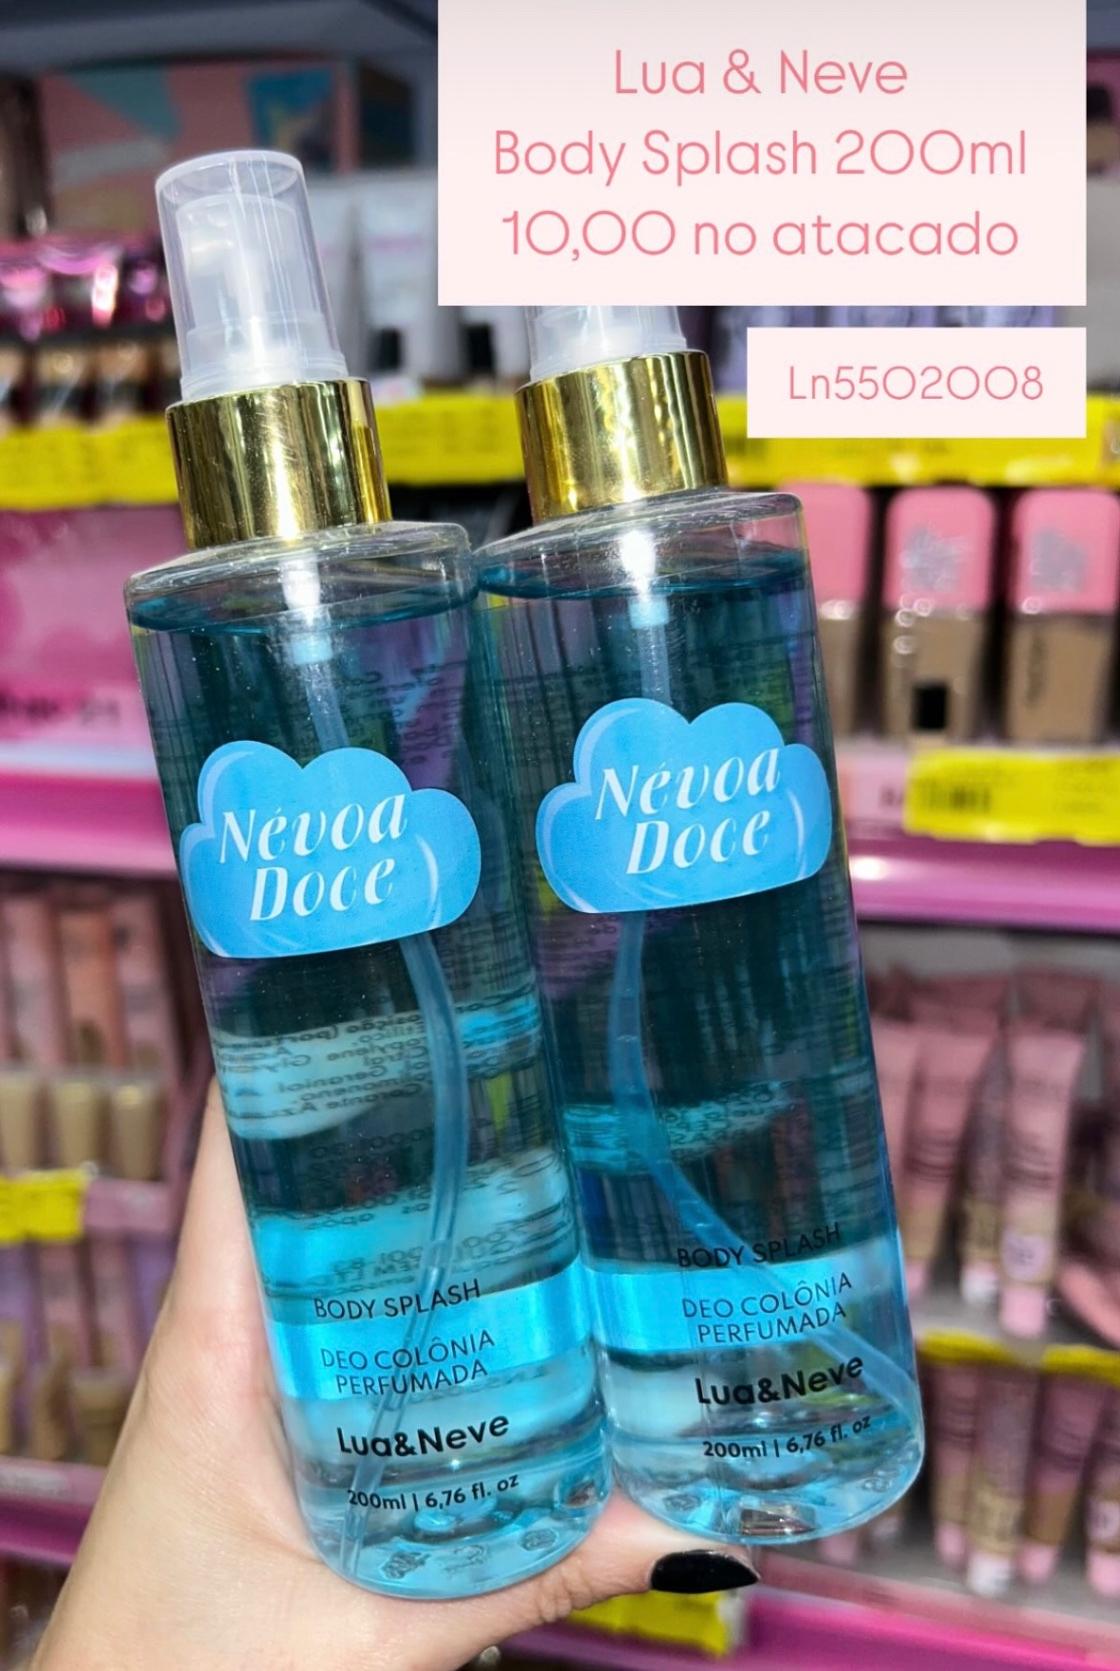 Lua & Neve
Body Splash 200ml
10,00 no atacado
Ln5502008
Névoa
Doce
BODY SPLASH
DEO COLÔNIA
PERFUMADA
Lua&Neve
200ml | 6,76 fl. oz
Névoa
Doce
BODY SPLASH
DEO COLÔNIA
PERFUMADA
Lua&Neve
200ml | 6,76 fl. oz